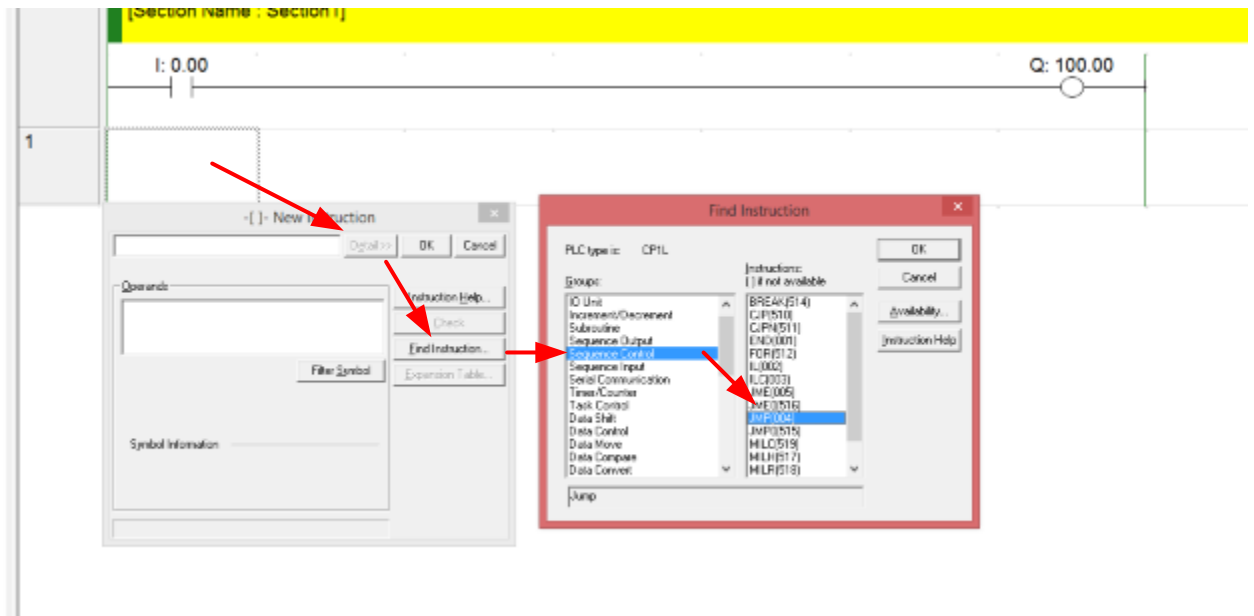 [Section Name : Section1]
I: 0.00
Q: 100.00
1
-[ ]- New Instruction
Detail >>
OK
Cancel
Operands
Instruction Help...
Check
Find Instruction...
Filter Symbol
Expansion Table...
Symbol Information
Find Instruction
PLC type is: CP1L
OK
Groups:
Instructions:
[ ] if not available
Cancel
Availability...
Instruction Help
IO Unit
Increment/Decrement
Subroutine
Sequence Output
Sequence Control
Sequence Input
Serial Communication
Timer/Counter
Task Control
Data Shift
Data Control
Data Move
Data Compare
Data Convert
BREAK(514)
CJP(510)
CJPN(511)
END(001)
FOR(512)
IL(002)
ILC(003)
JME(005)
JME0(516)
JMP(004)
JMP0(515)
MILC(519)
MILH(517)
MILR(518)
Jump